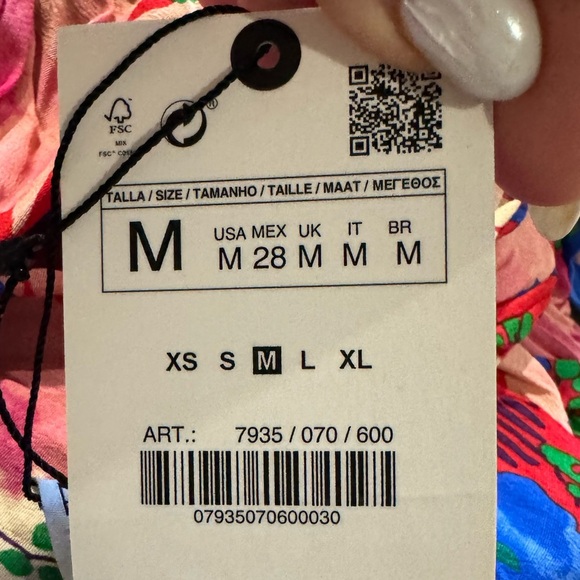 ®
FSC
MIX
TALLA / SIZE / TAMANHO / TAILLE / MAAT / ΜΕΓΕΘΟΣ
M
USA MEX UK IT BR
M 28 M M M
XS S M L XL
ART.: 7935 / 070 / 600
07935070600030